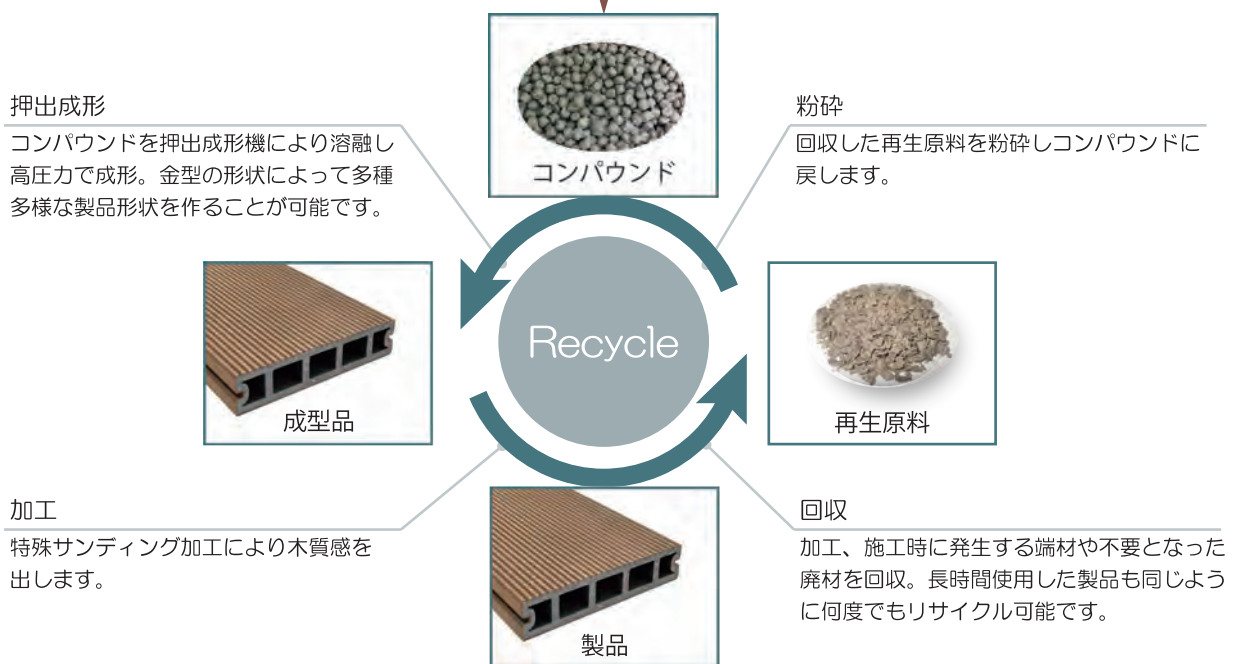 コンパウンド
押出成形
コンパウンドを押出成形機により溶融し
高圧力で成形。金型の形状によって多種
多様な製品形状を作ることが可能です。
粉砕
回収した再生原料を粉砕しコンパウンドに
戻します。
Recycle
成型品
再生原料
加工
特殊サンディング加工により木質感を
出します。
回収
加工、施工時に発生する端材や不要となった
廃材を回収。長時間使用した製品も同じよう
に何度でもリサイクル可能です。
製品